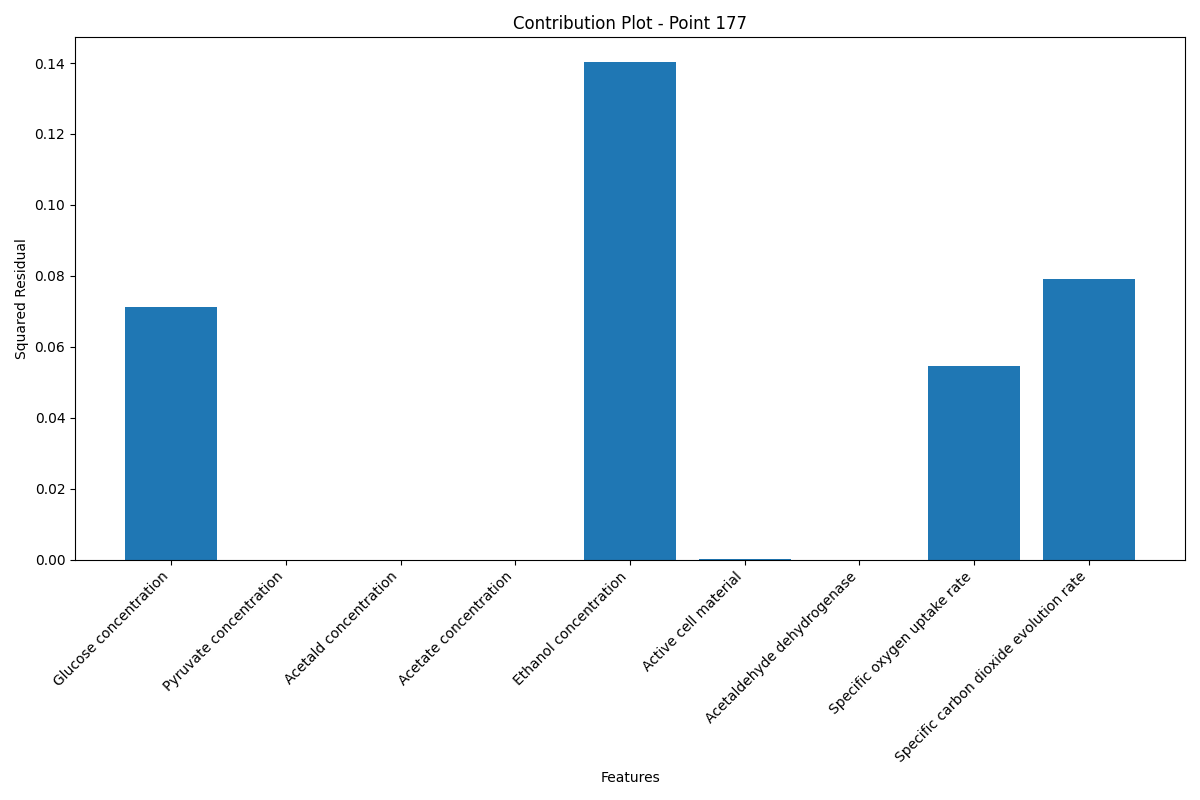 Contribution Plot - Point 177
Squared Residual
0.14
0.12
0.10
0.08
0.06
0.04
0.02
0.00
Glucose concentration
Pyruvate concentration
Acetald concentration
Acetate concentration
Ethanol concentration
Active cell material
Acetaldehyde dehydrogenase
Specific oxygen uptake rate
Specific carbon dioxide evolution rate
Features